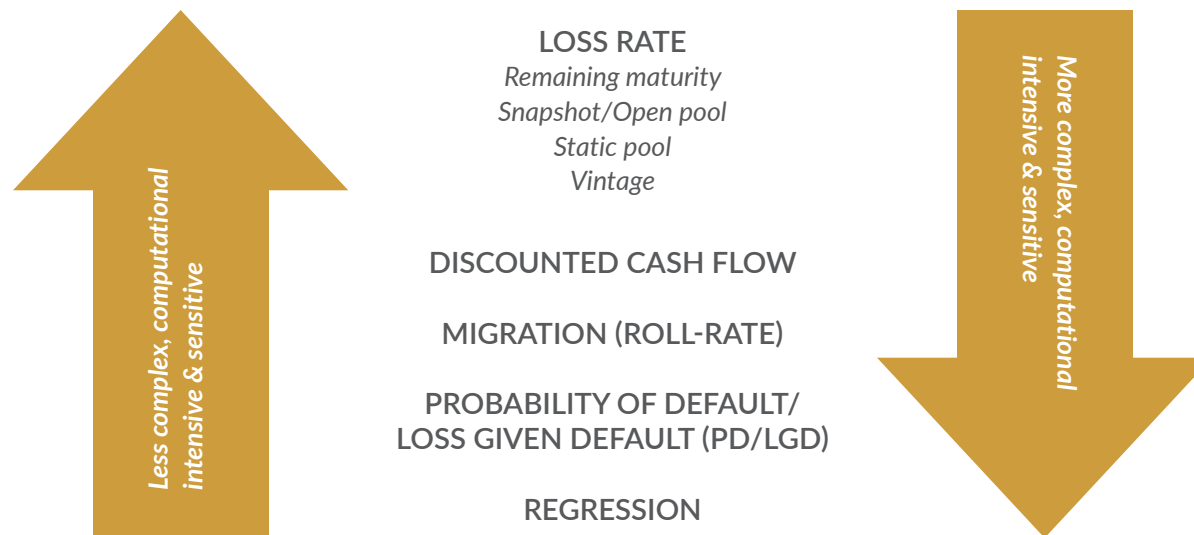 Less complex, computational
intensive & sensitive
LOSS RATE
Remaining maturity
Snapshot/Open pool
Static pool
Vintage
DISCOUNTED CASH FLOW
MIGRATION (ROLL-RATE)
PROBABILITY OF DEFAULT/
LOSS GIVEN DEFAULT (PD/LGD)
REGRESSION
More complex, computational
intensive & sensitive